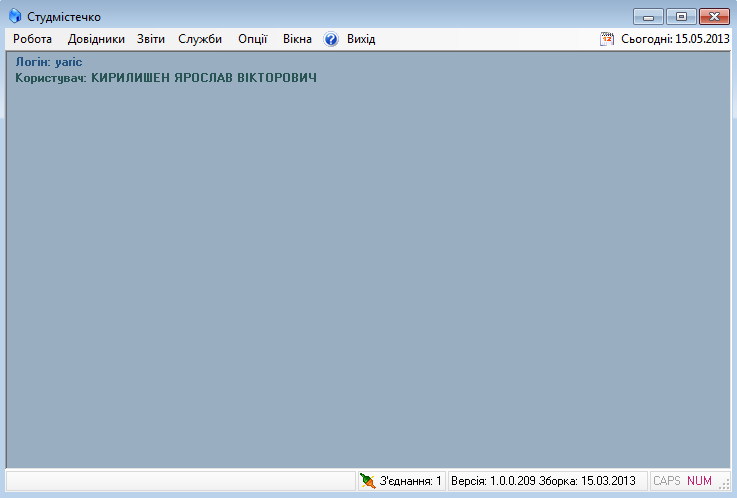 Студмістечко
Робота Довідники Звіти Служби Опції Вікна ? Вихід 12 Сьогодні: 15.05.2013
Логін: yaric
Користувач: КИРИЛИШЕН ЯРОСЛАВ ВІКТОРОВИЧ
З'єднання: 1 Версія: 1.0.0.209 Зборка: 15.03.2013 CAPS NUM